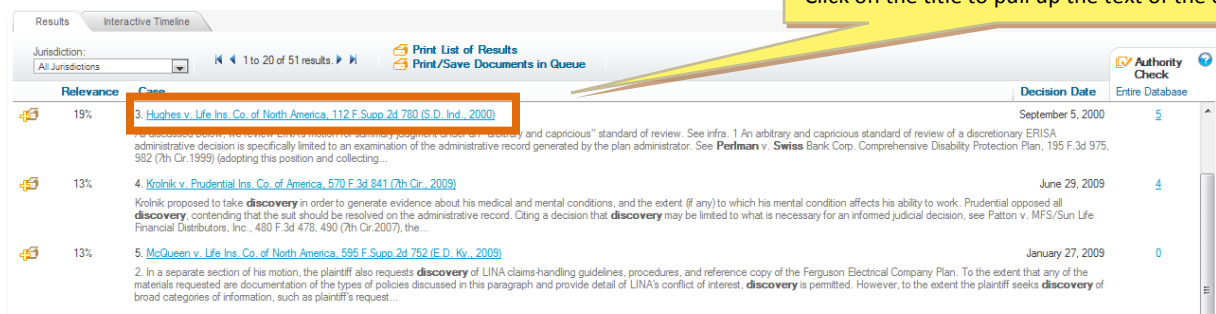 Click on the title to pull up the text of the
Results
Interactive Timeline
Jurisdiction:
All Jurisdictions
1 to 20 of 51 results.
Print List of Results
Print/Save Documents in Queue
Authority Check
Relevance Case Decision Date Entire Database
19% 3. Hughes v. Life Ins. Co. of North America, 112 F.Supp.2d 780 (S.D. Ind., 2000) September 5, 2000 5
As discussed below, we review LINA's motion for summary judgment under an "arbitrary and capricious" standard of review. See infra. 1 An arbitrary and capricious standard of review of a discretionary ERISA
administrative decision is specifically limited to an examination of the administrative record generated by the plan administrator. See Perlman v. Swiss Bank Corp. Comprehensive Disability Protection Plan, 195 F.3d 975,
982 (7th Cir.1999) (adopting this position and collecting...
13% 4. Krolnik v. Prudential Ins. Co. of America, 570 F.3d 841 (7th Cir., 2009) June 29, 2009 4
Krolnik proposed to take discovery in order to generate evidence about his medical and mental conditions, and the extent (if any) to which his mental condition affects his ability to work. Prudential opposed all
discovery, contending that the suit should be resolved on the administrative record. Citing a decision that discovery may be limited to what is necessary for an informed judicial decision, see Patton v. MFS/Sun Life
Financial Distributors, Inc., 480 F.3d 478, 490 (7th Cir.2007), the...
13% 5. McQueen v. Life Ins. Co. of North America, 595 F.Supp.2d 752 (E.D. Ky., 2009) January 27, 2009 0
2. In a separate section of his motion, the plaintiff also requests discovery of LINA claims-handling guidelines, procedures, and reference copy of the Ferguson Electrical Company Plan. To the extent that any of the
materials requested are documentation of the types of policies discussed in this paragraph and provide detail of LINA's conflict of interest, discovery is permitted. However, to the extent the plaintiff seeks discovery of
broad categories of information, such as plaintiff's request...